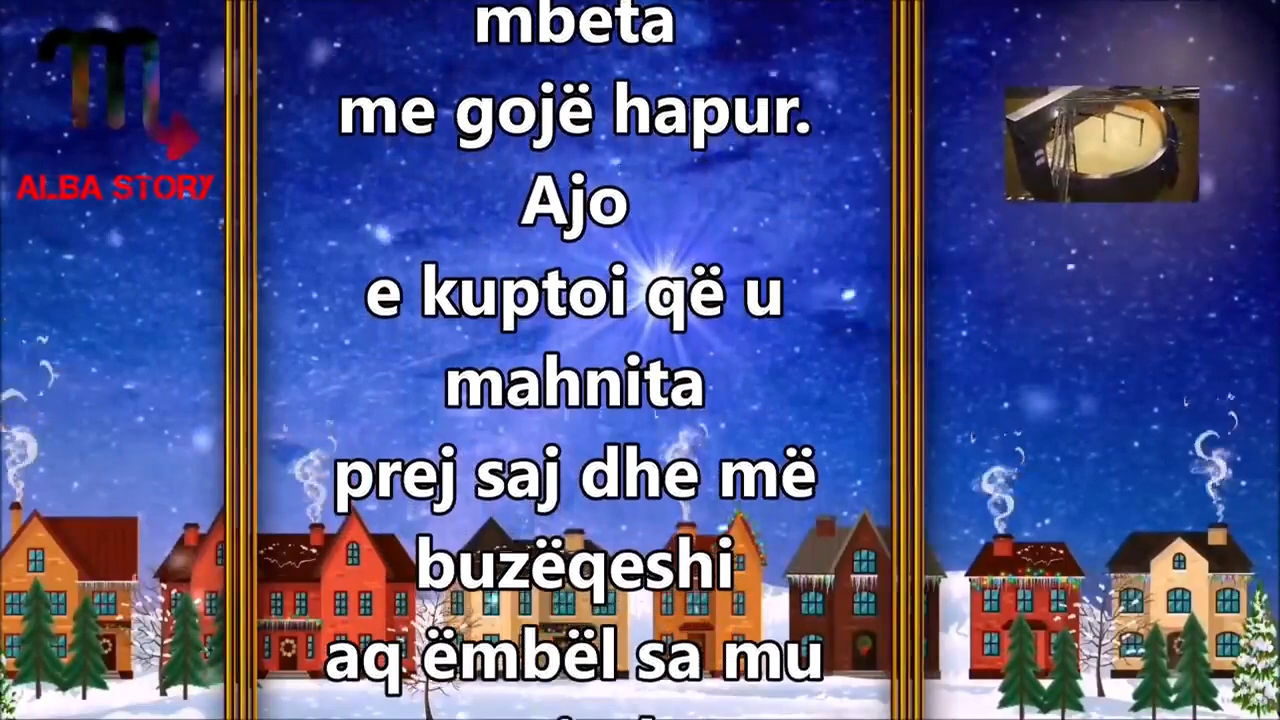 ALBA STORY
mbeta
me gojë hapur.
Ajo
e kuptoi që u
mahnita
prej saj dhe më
buzëqeshi
aq ëmbël sa mu